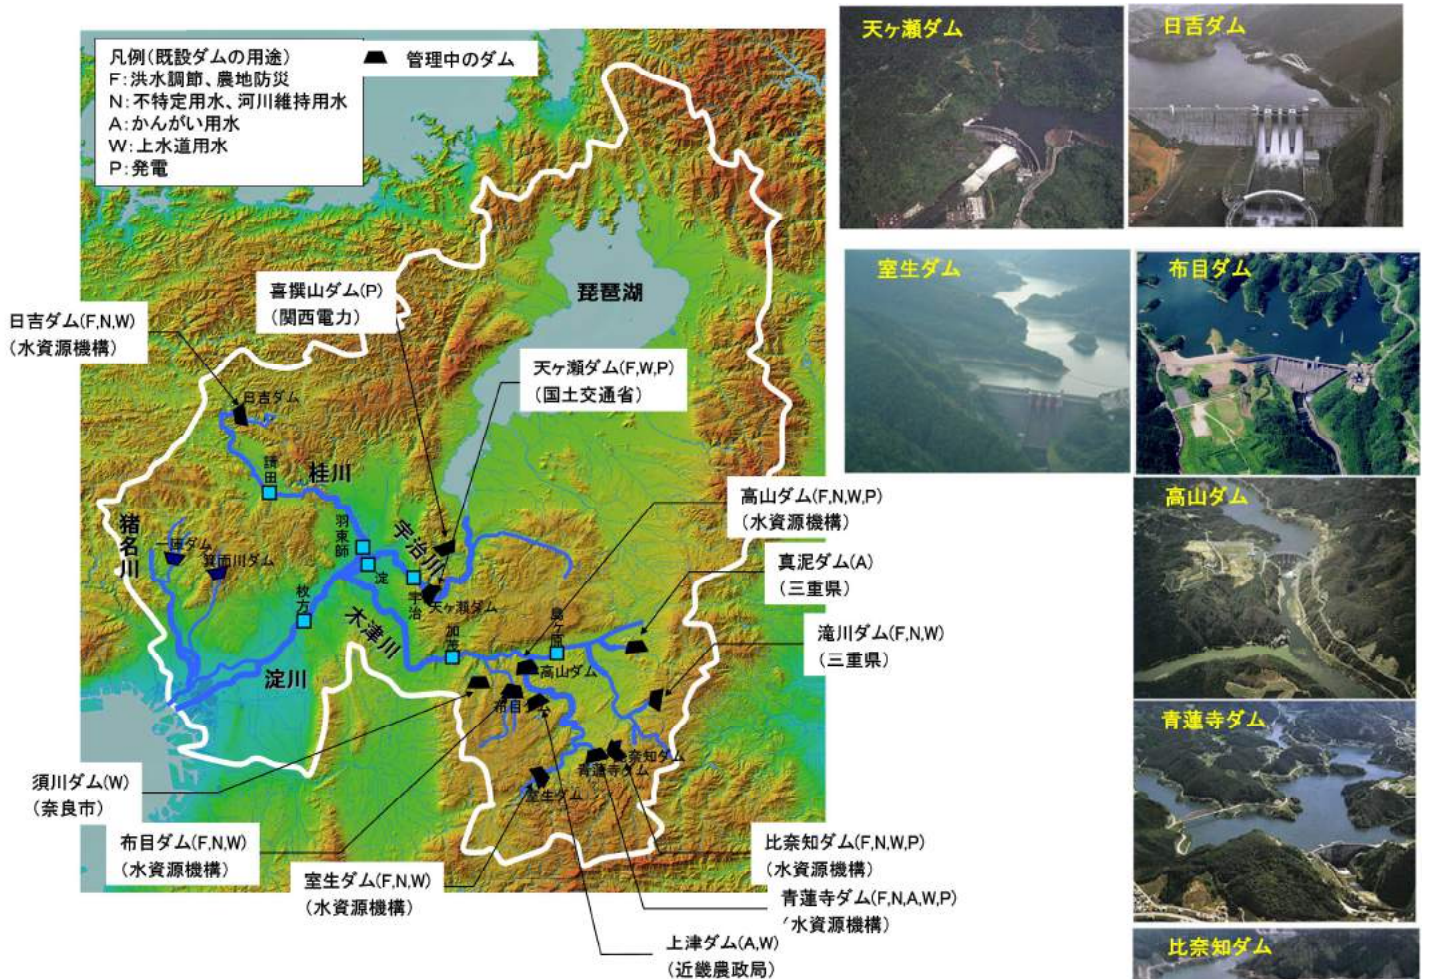 凡例(既設ダムの用途)
F:洪水調節、農地防災
N:不特定用水、河川維持用水
A:かんがい用水
W:上水道用水
P:発電
管理中のダム
天ヶ瀬ダム
日吉ダム
室生ダム
布目ダム
高山ダム
青蓮寺ダム
比奈知ダム
喜撰山ダム(P)
(関西電力)
琵琶湖
日吉ダム(F,N,W)
(水資源機構)
天ヶ瀬ダム(F,W,P)
(国土交通省)
日吉ダム
請田
桂川
高山ダム(F,N,W,P)
(水資源機構)
猪名川
一庫ダム
箕面川ダム
羽束師
淀
宇治川
宇治
天ヶ瀬ダム
真泥ダム(A)
(三重県)
枚方
木津川
加茂
島ヶ原
滝川ダム(F,N,W)
(三重県)
淀川
高山ダム
布目ダム
比奈知ダム
青蓮寺ダム
室生ダム
須川ダム(W)
(奈良市)
布目ダム(F,N,W)
(水資源機構)
室生ダム(F,N,W)
(水資源機構)
比奈知ダム(F,N,W,P)
(水資源機構)
青蓮寺ダム(F,N,A,W,P)
水資源機構)
上津ダム(A,W)
(近畿農政局)